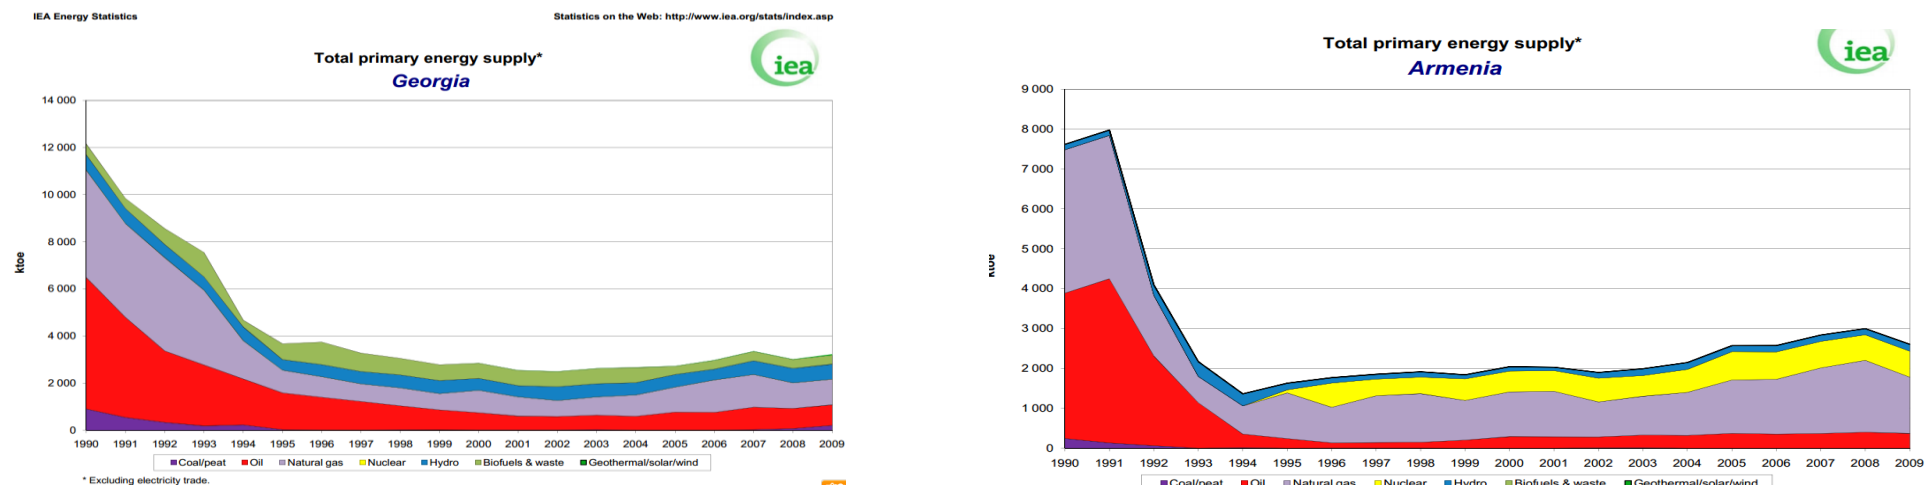 IEA Energy Statistics
Statistics on the Web: http://www.iea.org/stats/index.asp
Total primary energy supply*
Georgia
iea
14 000
12 000
10 000
8 000
6 000
4 000
2 000
0
ktoe
1990 1991 1992 1993 1994 1995 1996 1997 1998 1999 2000 2001 2002 2003 2004 2005 2006 2007 2008 2009
Coal/peat Oil Natural gas Nuclear Hydro Biofuels & waste Geothermal/solar/wind
* Excluding electricity trade.
Total primary energy supply*
Armenia
iea
9 000
8 000
7 000
6 000
5 000
4 000
3 000
2 000
1 000
0
ktoe
1990 1991 1992 1993 1994 1995 1996 1997 1998 1999 2000 2001 2002 2003 2004 2005 2006 2007 2008 2009
Coal/peat Oil Natural gas Nuclear Hydro Biofuels & waste Geothermal/solar/wind